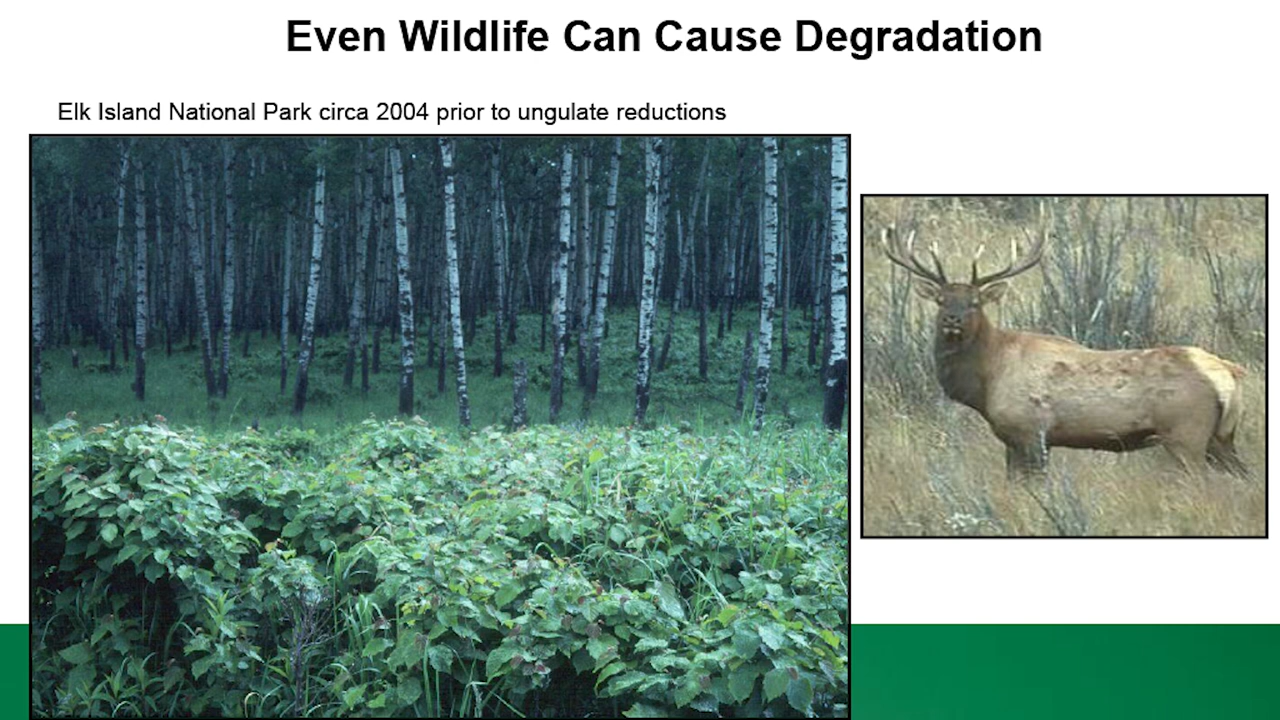 Even Wildlife Can Cause Degradation
Elk Island National Park circa 2004 prior to ungulate reductions